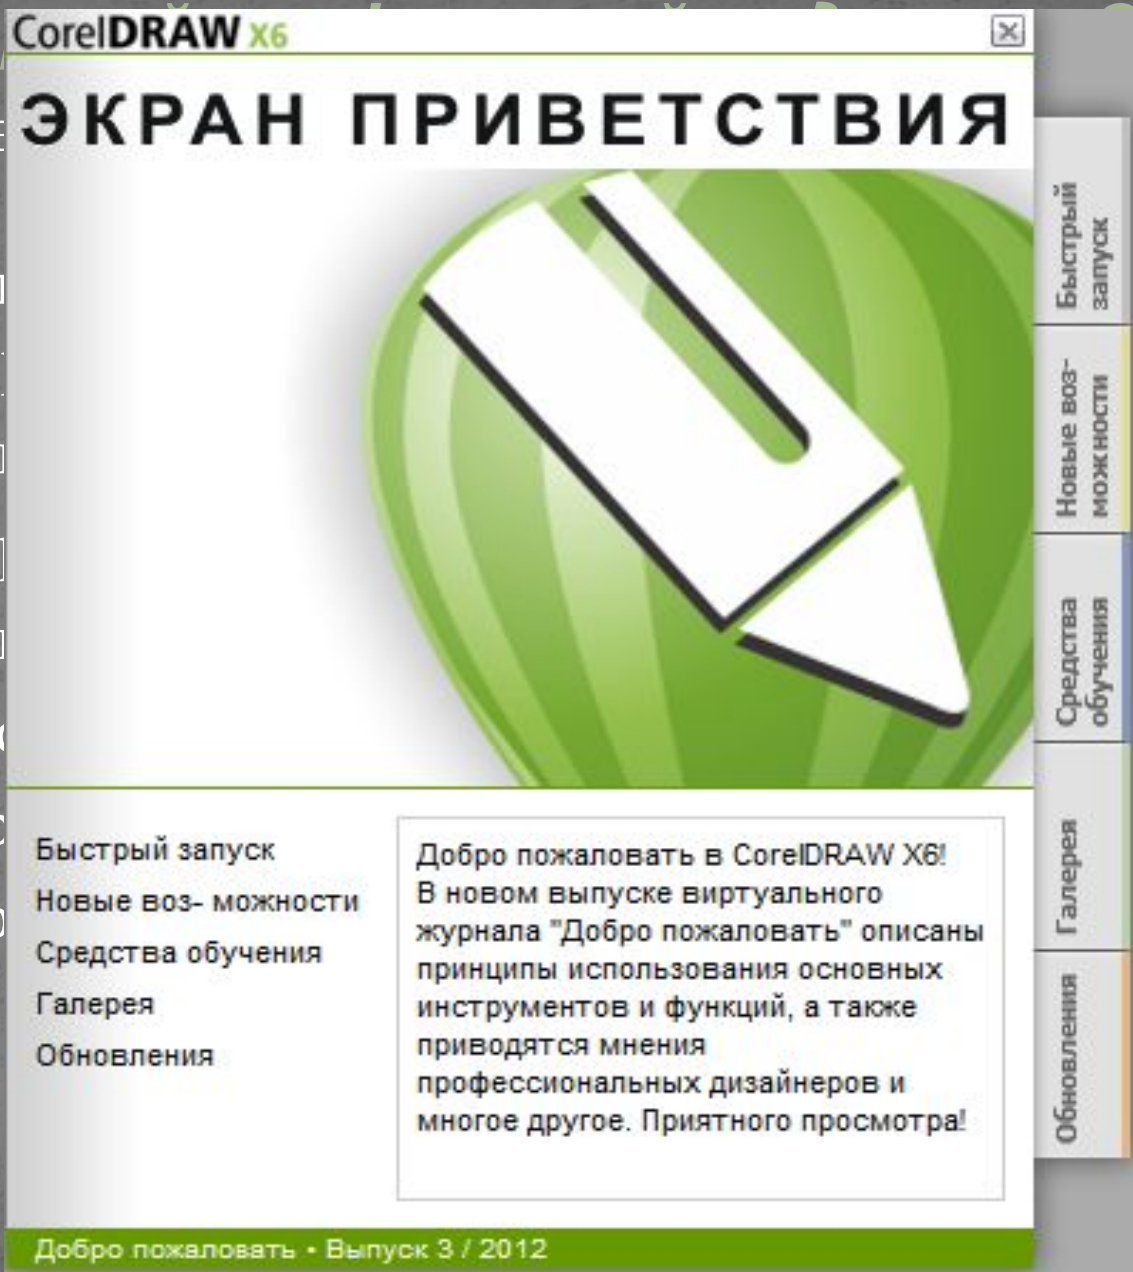 CorelDRAW X6
ЭКРАН ПРИВЕТСТВИЯ
Быстрый запуск
Новые воз- можности
Средства обучения
Галерея
Обновления
Добро пожаловать в CorelDRAW X6!
В новом выпуске виртуального
журнала "Добро пожаловать" описаны
принципы использования основных
инструментов и функций, а также
приводятся мнения
профессиональных дизайнеров и
многое другое. Приятного просмотра!
Быстрый
запуск
Новые воз-
можности
Средства
обучения
Галерея
Обновления
Добро пожаловать • Выпуск 3 / 2012